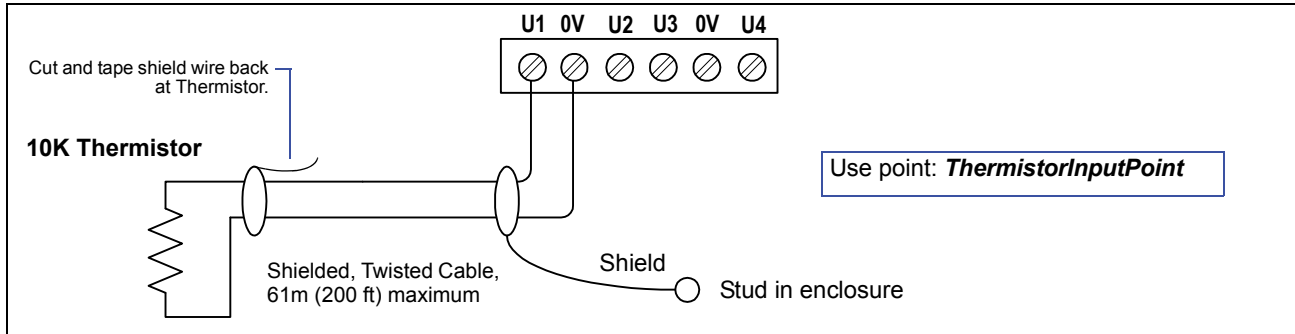 U1 0V U2 U3 0V U4
Cut and tape shield wire back
at Thermistor.
10K Thermistor
Use point: ThermistorInputPoint
Shielded, Twisted Cable,
61m (200 ft) maximum
Shield
Stud in enclosure